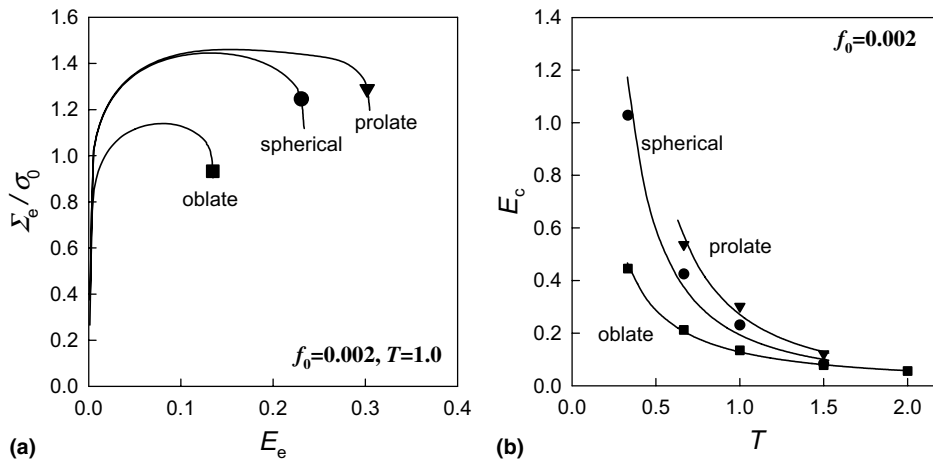 1.6
1.4
1.2
1.0
0.8
0.6
0.4
0.2
0.0
Σe/σ0
spherical
prolate
oblate
f0=0.002, T=1.0
0.0 0.1 0.2 0.3 0.4
(a) Ee
1.4
1.2
1.0
0.8
0.6
0.4
0.2
0.0
Ec
f0=0.002
spherical
prolate
oblate
0.0 0.5 1.0 1.5 2.0
(b) T